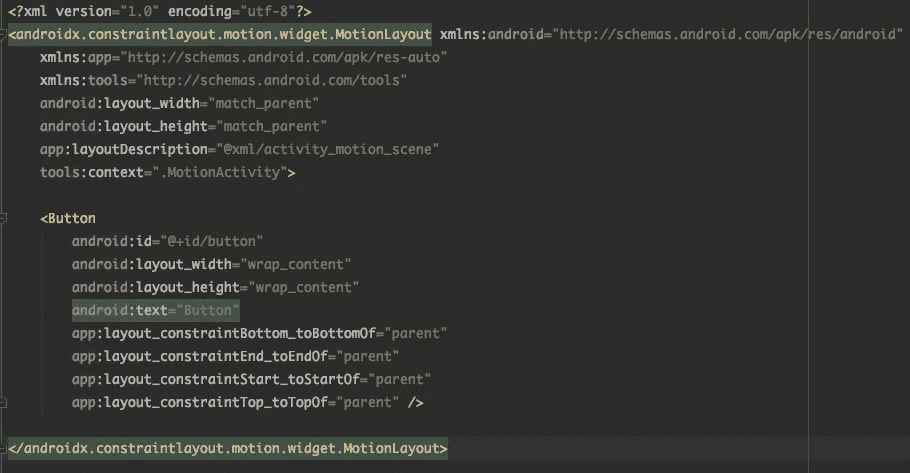 <?xml version="1.0" encoding="utf-8"?>
<androidx.constraintlayout.motion.widget.MotionLayout xmlns:android="http://schemas.android.com/apk/res/android"
    xmlns:app="http://schemas.android.com/apk/res-auto"
    xmlns:tools="http://schemas.android.com/tools"
    android:layout_width="match_parent"
    android:layout_height="match_parent"
    app:layoutDescription="@xml/activity_motion_scene"
    tools:context=".MotionActivity">
    <Button
        android:id="@+id/button"
        android:layout_width="wrap_content"
        android:layout_height="wrap_content"
        android:text="Button"
        app:layout_constraintBottom_toBottomOf="parent"
        app:layout_constraintEnd_toEndOf="parent"
        app:layout_constraintStart_toStartOf="parent"
        app:layout_constraintTop_toTopOf="parent" />
</androidx.constraintlayout.motion.widget.MotionLayout>